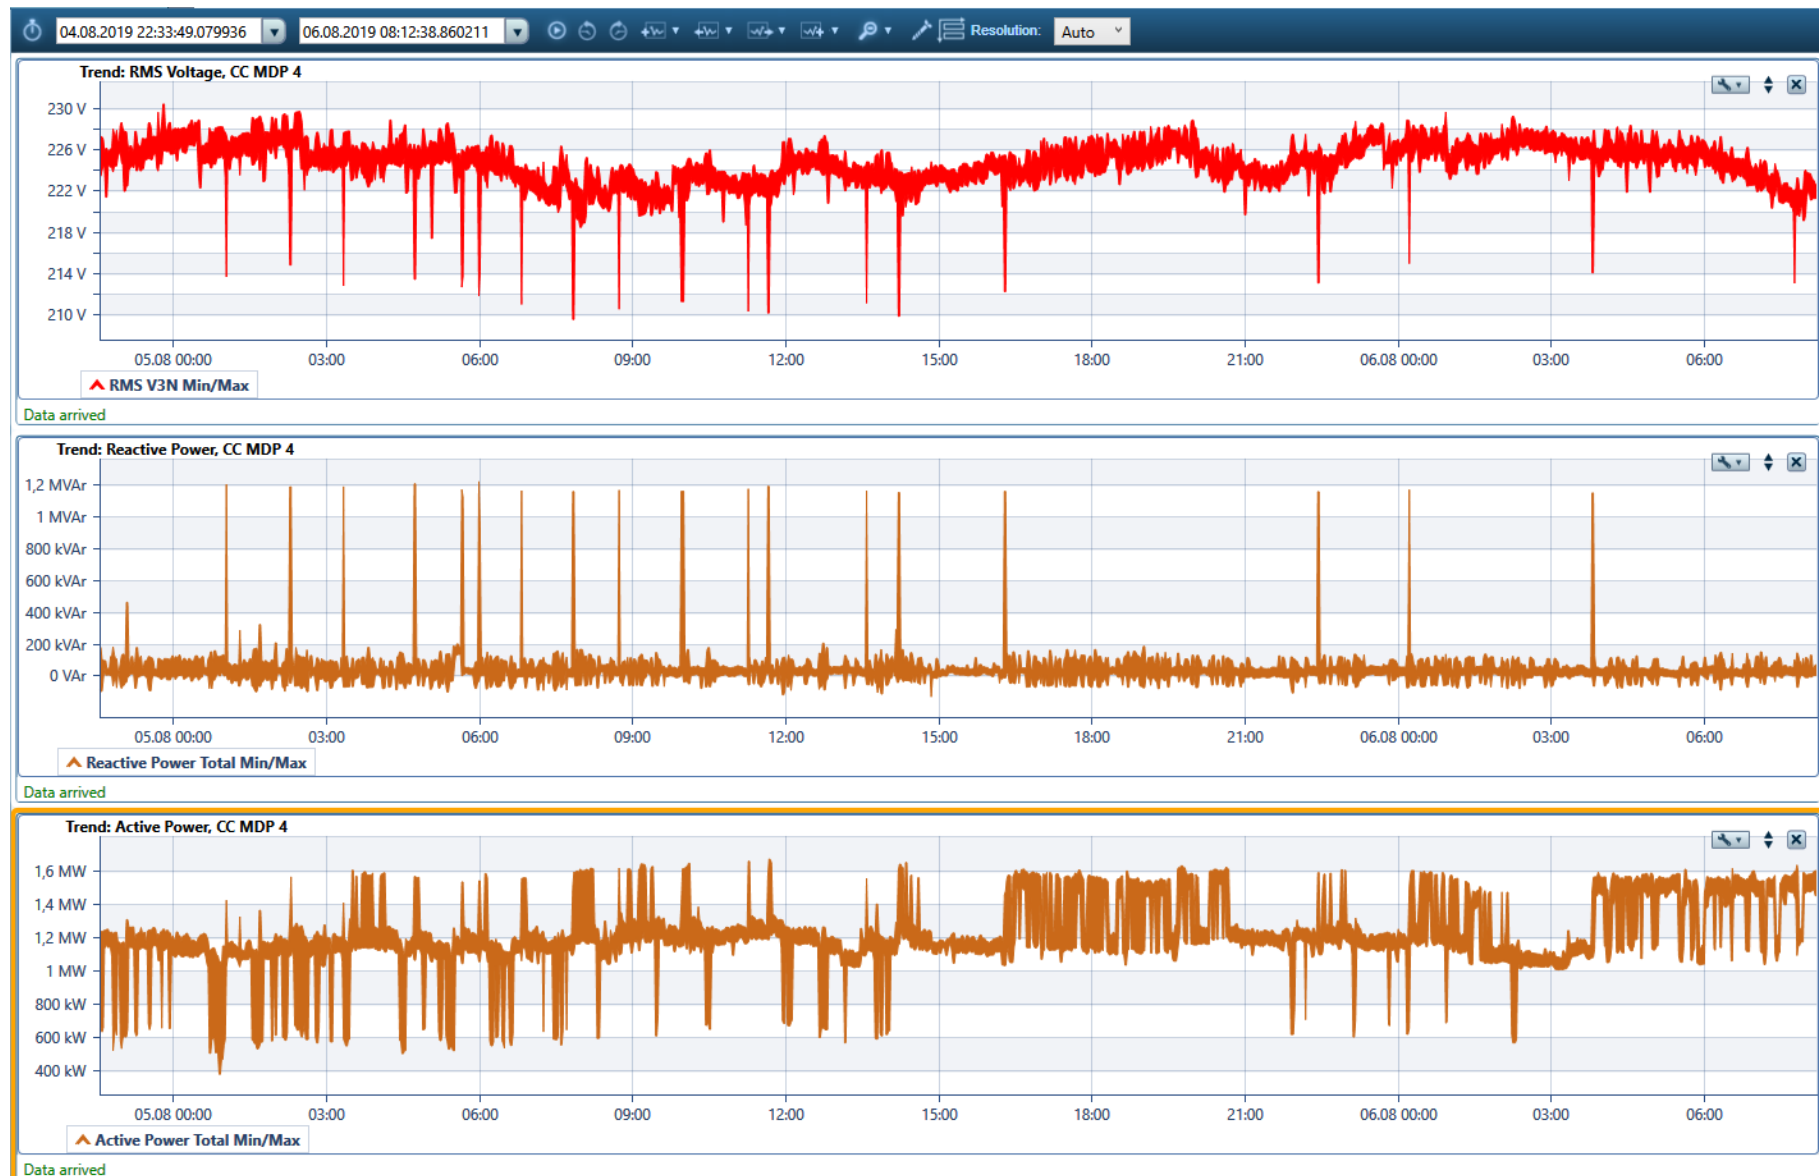 04.08.2019 22:33:49.079936 06.08.2019 08:12:38.860211 Resolution: Auto
Trend: RMS Voltage, CC MDP 4
230 V
226 V
222 V
218 V
214 V
210 V
05.08 00:00 03:00 06:00 09:00 12:00 15:00 18:00 21:00 06.08 00:00 03:00 06:00
RMS V3N Min/Max
Data arrived
Trend: Reactive Power, CC MDP 4
1,2 MVAr
1 MVAr
800 kVAr
600 kVAr
400 kVAr
200 kVAr
0 VAr
05.08 00:00 03:00 06:00 09:00 12:00 15:00 18:00 21:00 06.08 00:00 03:00 06:00
Reactive Power Total Min/Max
Data arrived
Trend: Active Power, CC MDP 4
1,6 MW
1,4 MW
1,2 MW
1 MW
800 kW
600 kW
400 kW
05.08 00:00 03:00 06:00 09:00 12:00 15:00 18:00 21:00 06.08 00:00 03:00 06:00
Active Power Total Min/Max
Data arrived